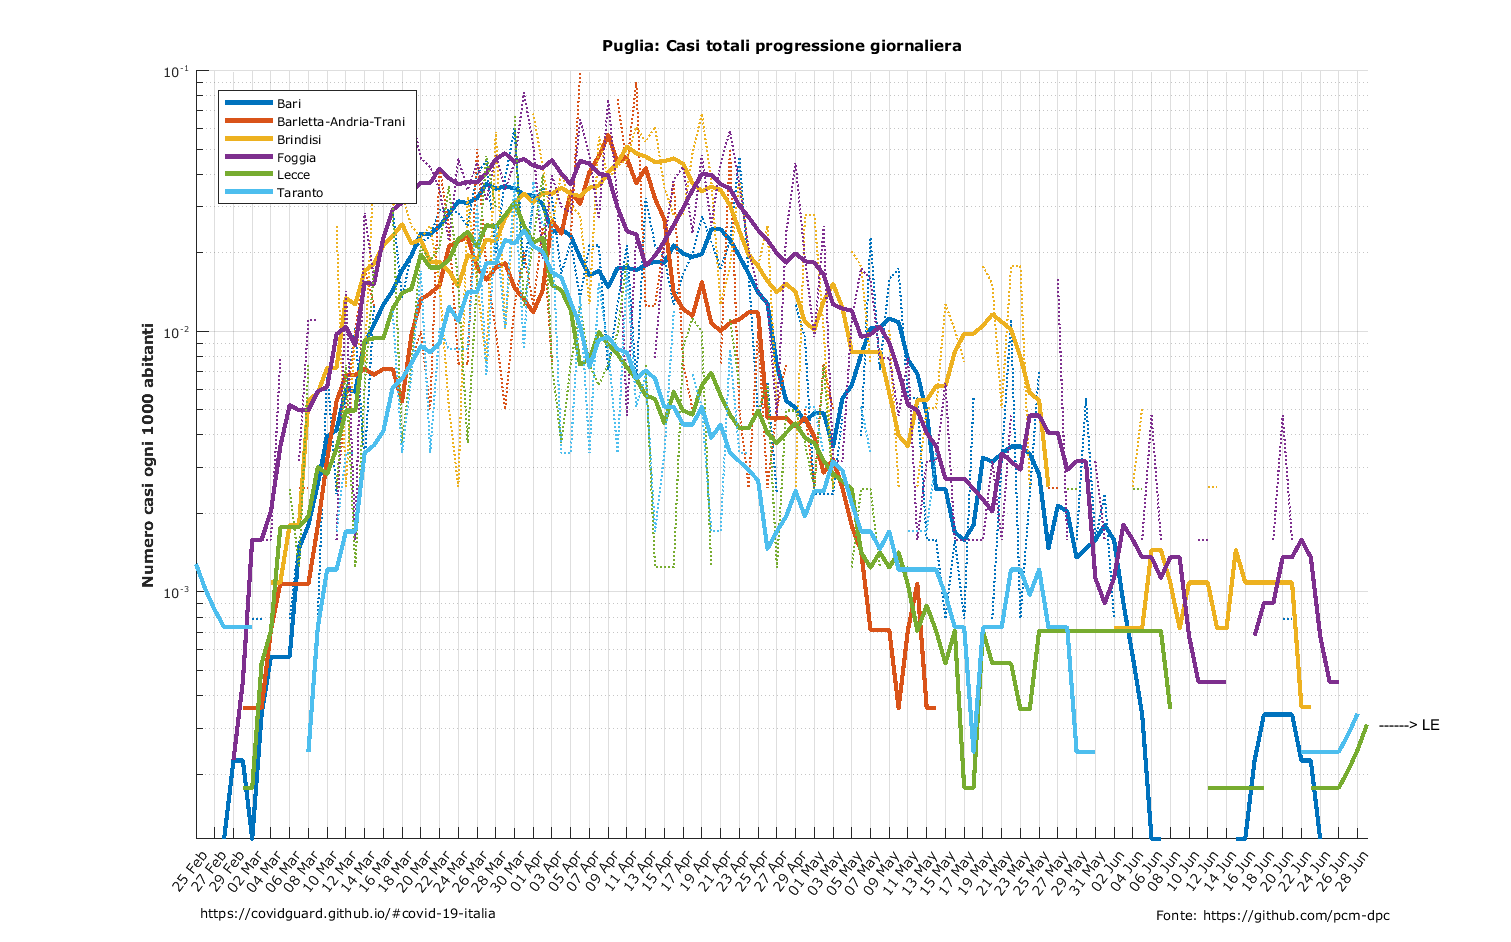 Puglia: Casi totali progressione giornaliera
10-1
10-2
10-3
Numero casi ogni 1000 abitanti
Bari
Barletta-Andria-Trani
Brindisi
Foggia
Lecce
Taranto
------> LE
25 Feb
27 Feb
29 Feb
02 Mar
04 Mar
06 Mar
08 Mar
10 Mar
12 Mar
14 Mar
16 Mar
18 Mar
20 Mar
22 Mar
24 Mar
26 Mar
28 Mar
30 Mar
01 Apr
03 Apr
05 Apr
07 Apr
09 Apr
11 Apr
13 Apr
15 Apr
17 Apr
19 Apr
21 Apr
23 Apr
25 Apr
27 Apr
29 Apr
01 May
03 May
05 May
07 May
09 May
11 May
13 May
15 May
17 May
19 May
21 May
23 May
25 May
27 May
29 May
31 May
02 Jun
04 Jun
06 Jun
08 Jun
10 Jun
12 Jun
14 Jun
16 Jun
18 Jun
20 Jun
22 Jun
24 Jun
26 Jun
28 Jun
https://covidguard.github.io/#covid-19-italia
Fonte: https://github.com/pcm-dpc